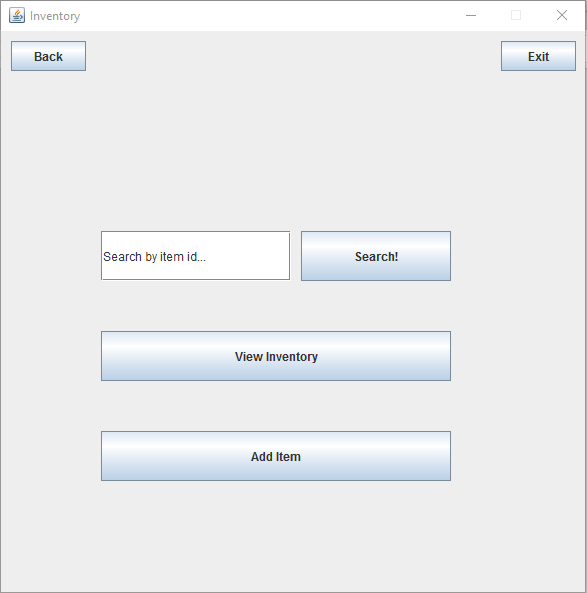 Inventory
Back
Exit
Search by item id...
Search!
View Inventory
Add Item